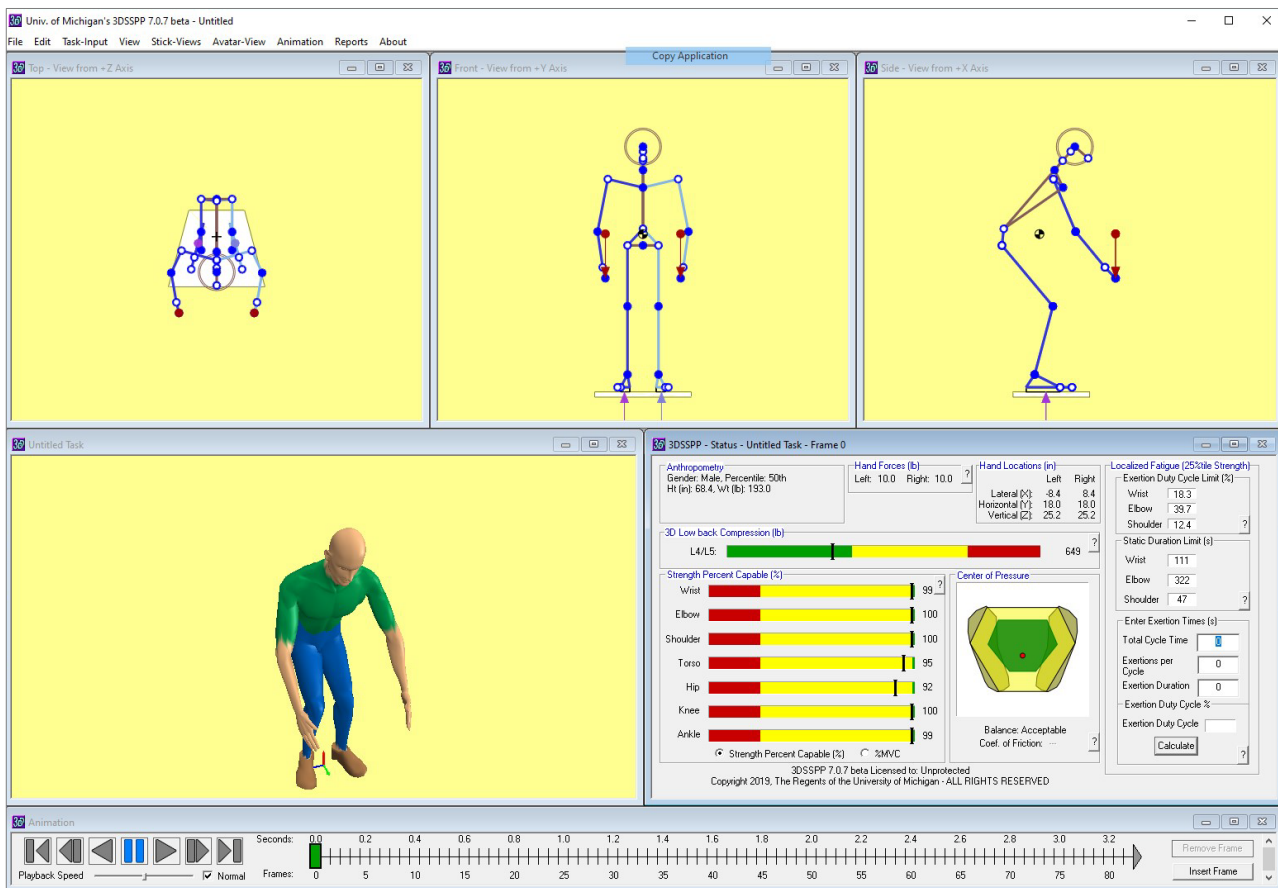 Univ. of Michigan's 3DSSPP 7.0.7 beta - Untitled
File Edit Task-Input View Stick-Views Avatar-View Animation Reports About
Copy Application
Top - View from +Z Axis
Front - View from +Y Axis
Side - View from +X Axis
Untitled Task
3DSSPP - Status - Untitled Task - Frame 0
Anthropometry
Gender: Male, Percentile: 50th
Ht (in): 68.4, Wt (lb): 193.0
Hand Forces (lb)
Left: 10.0 Right: 10.0 ?
Hand Locations (in)
Left Right
Lateral (X): -8.4 8.4
Horizontal (Y): 18.0 18.0
Vertical (Z): 25.2 25.2
3D Low back Compression (lb)
L4/L5: 649 ?
Strength Percent Capable (%)
Wrist 99 ?
Elbow 100
Shoulder 100
Torso 95
Hip 92
Knee 100
Ankle 99
Strength Percent Capable (%) %MVC
Center of Pressure
Balance: Acceptable
Coef. of Friction: --- ?
Localized Fatigue (25%tile Strength)
Exertion Duty Cycle Limit (%)
Wrist 18.3
Elbow 39.7
Shoulder 12.4 ?
Static Duration Limit (s)
Wrist 111
Elbow 322
Shoulder 47 ?
Enter Exertion Times (s)
Total Cycle Time 0
Exertions per Cycle 0
Exertion Duration 0
Exertion Duty Cycle %
Exertion Duty Cycle
Calculate ?
3DSSPP 7.0.7 beta Licensed to: Unprotected
Copyright 2019, The Regents of the University of Michigan - ALL RIGHTS RESERVED
Animation
Seconds: 0.0 0.2 0.4 0.6 0.8 1.0 1.2 1.4 1.6 1.8 2.0 2.2 2.4 2.6 2.8 3.0 3.2
Remove Frame
Playback Speed Normal
Frames: 0 5 10 15 20 25 30 35 40 45 50 55 60 65 70 75 80
Insert Frame